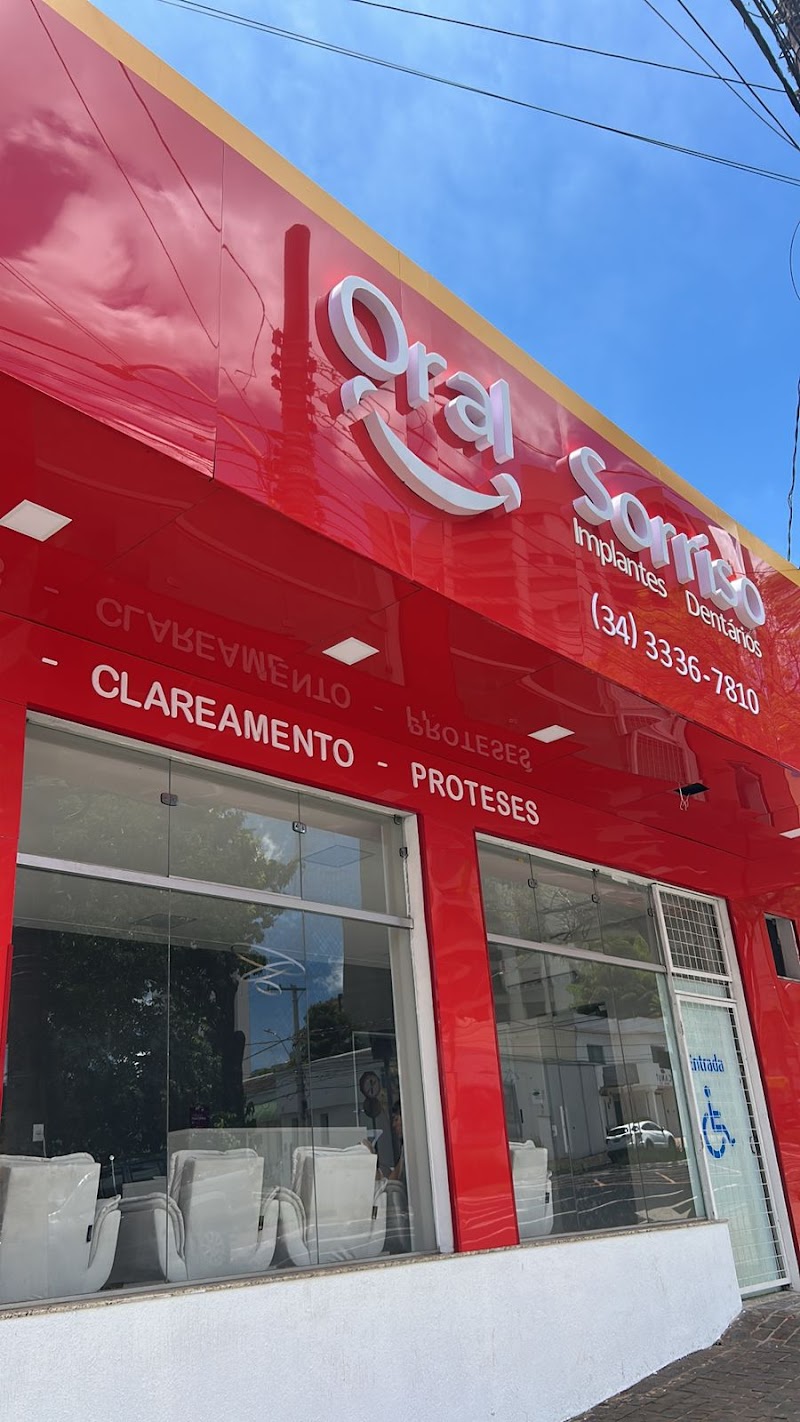 Oral Sorriso
Implantes Dentários
(34) 3336-7810
- CLAREAMENTO - PROTESES
Entrada